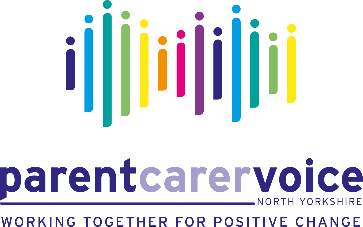 parentcarervoice
NORTH YORKSHIRE
WORKING TOGETHER FOR POSITIVE CHANGE